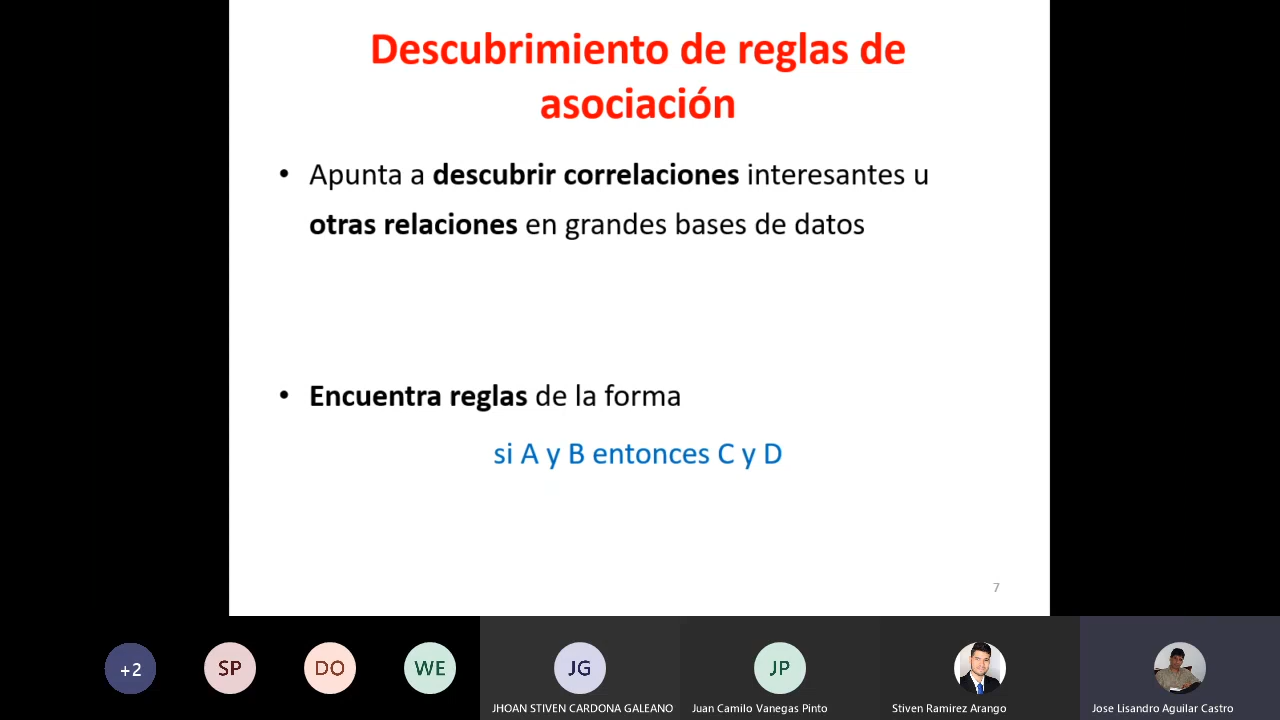 Descubrimiento de reglas de
asociación
• Apunta a descubrir correlaciones interesantes u
otras relaciones en grandes bases de datos
• Encuentra reglas de la forma
si A y B entonces C y D
7
+2
SP
DO
WE
JG
JP
JHOAN STIVEN CARDONA GALEANO
Juan Camilo Vanegas Pinto
Stiven Ramirez Arango
Jose Lisandro Aguilar Castro